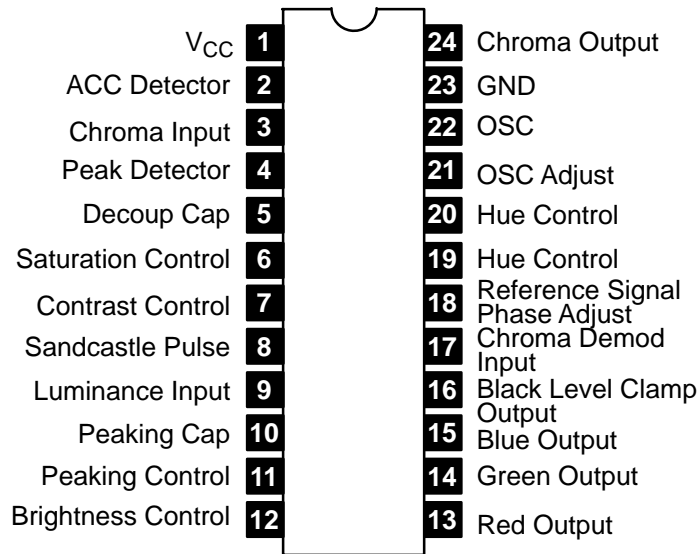 VCC 1
24 Chroma Output
ACC Detector 2
23 GND
Chroma Input 3
22 OSC
Peak Detector 4
21 OSC Adjust
Decoup Cap 5
20 Hue Control
Saturation Control 6
19 Hue Control
Contrast Control 7
18 Reference Signal
Phase Adjust
Sandcastle Pulse 8
17 Chroma Demod
Input
Luminance Input 9
16 Black Level Clamp
Output
Peaking Cap 10
15 Blue Output
Peaking Control 11
14 Green Output
Brightness Control 12
13 Red Output